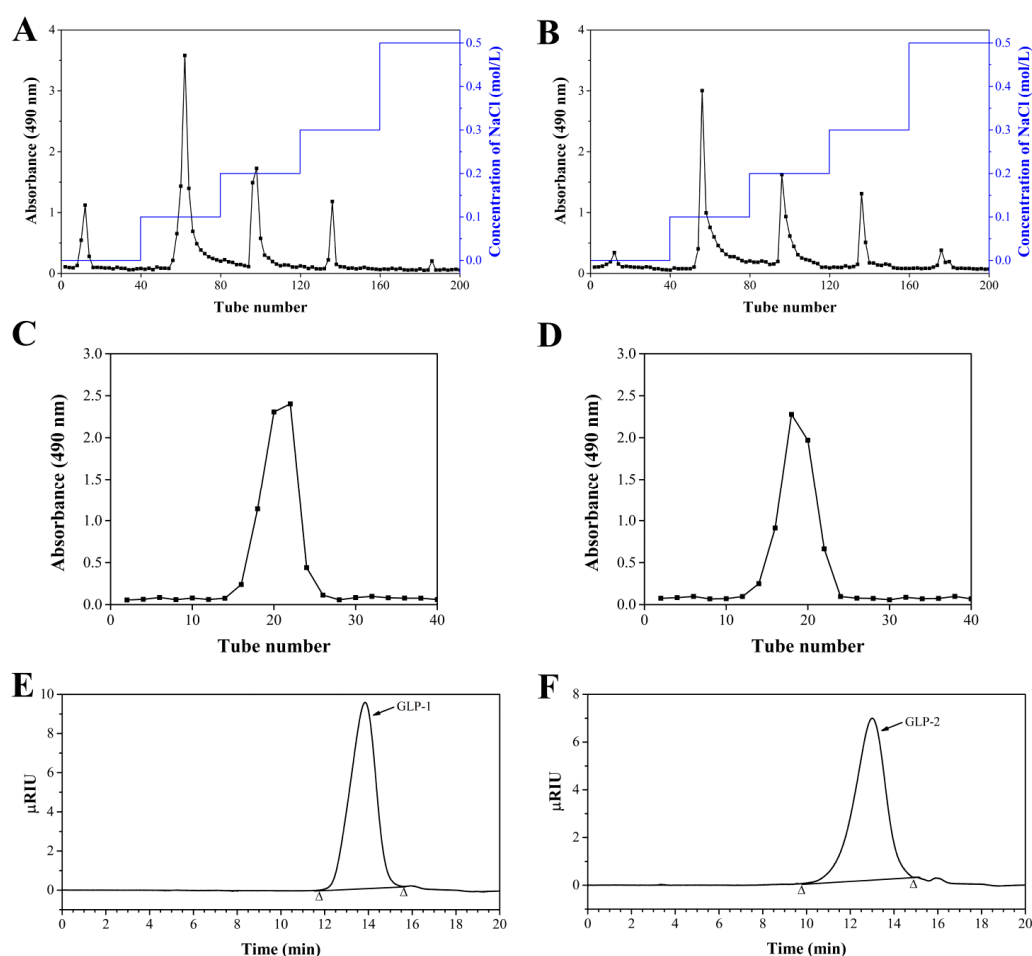 A
Absorbance (490 nm)
4
3
2
1
0
0 40 80 120 160 200
Tube number
0.5
0.4
0.3
0.2
0.1
0.0
Concentration of NaCl (mol/L)
B
Absorbance (490 nm)
4
3
2
1
0
0 40 80 120 160 200
Tube number
0.5
0.4
0.3
0.2
0.1
0.0
Concentration of NaCl (mol/L)
C
Absorbance (490 nm)
3.0
2.5
2.0
1.5
1.0
0.5
0.0
0 10 20 30 40
Tube number
D
Absorbance (490 nm)
3.0
2.5
2.0
1.5
1.0
0.5
0.0
0 10 20 30 40
Tube number
E
μRIU
10
8
6
4
2
0
GLP-1
0 2 4 6 8 10 12 14 16 18 20
Time (min)
F
μRIU
8
6
4
2
0
GLP-2
0 2 4 6 8 10 12 14 16 18 20
Time (min)